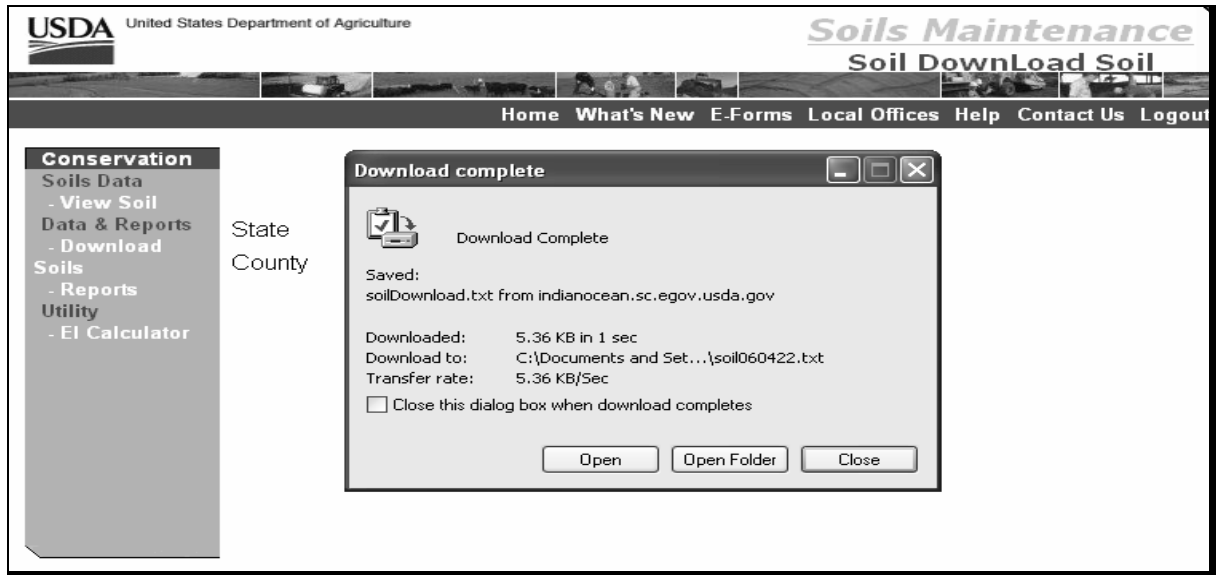 USDA United States Department of Agriculture
Soils Maintenance
Soil DownLoad Soil
Home What's New E-Forms Local Offices Help Contact Us Logout
Conservation
Soils Data
- View Soil
Data & Reports
- Download
Soils
- Reports
Utility
- EI Calculator
State
County
Download complete
Download Complete
Saved:
soilDownload.txt from indianocean.sc.egov.usda.gov
Downloaded: 5.36 KB in 1 sec
Download to: C:\Documents and Set...\soil060422.txt
Transfer rate: 5.36 KB/Sec
Close this dialog box when download completes
Open Open Folder Close